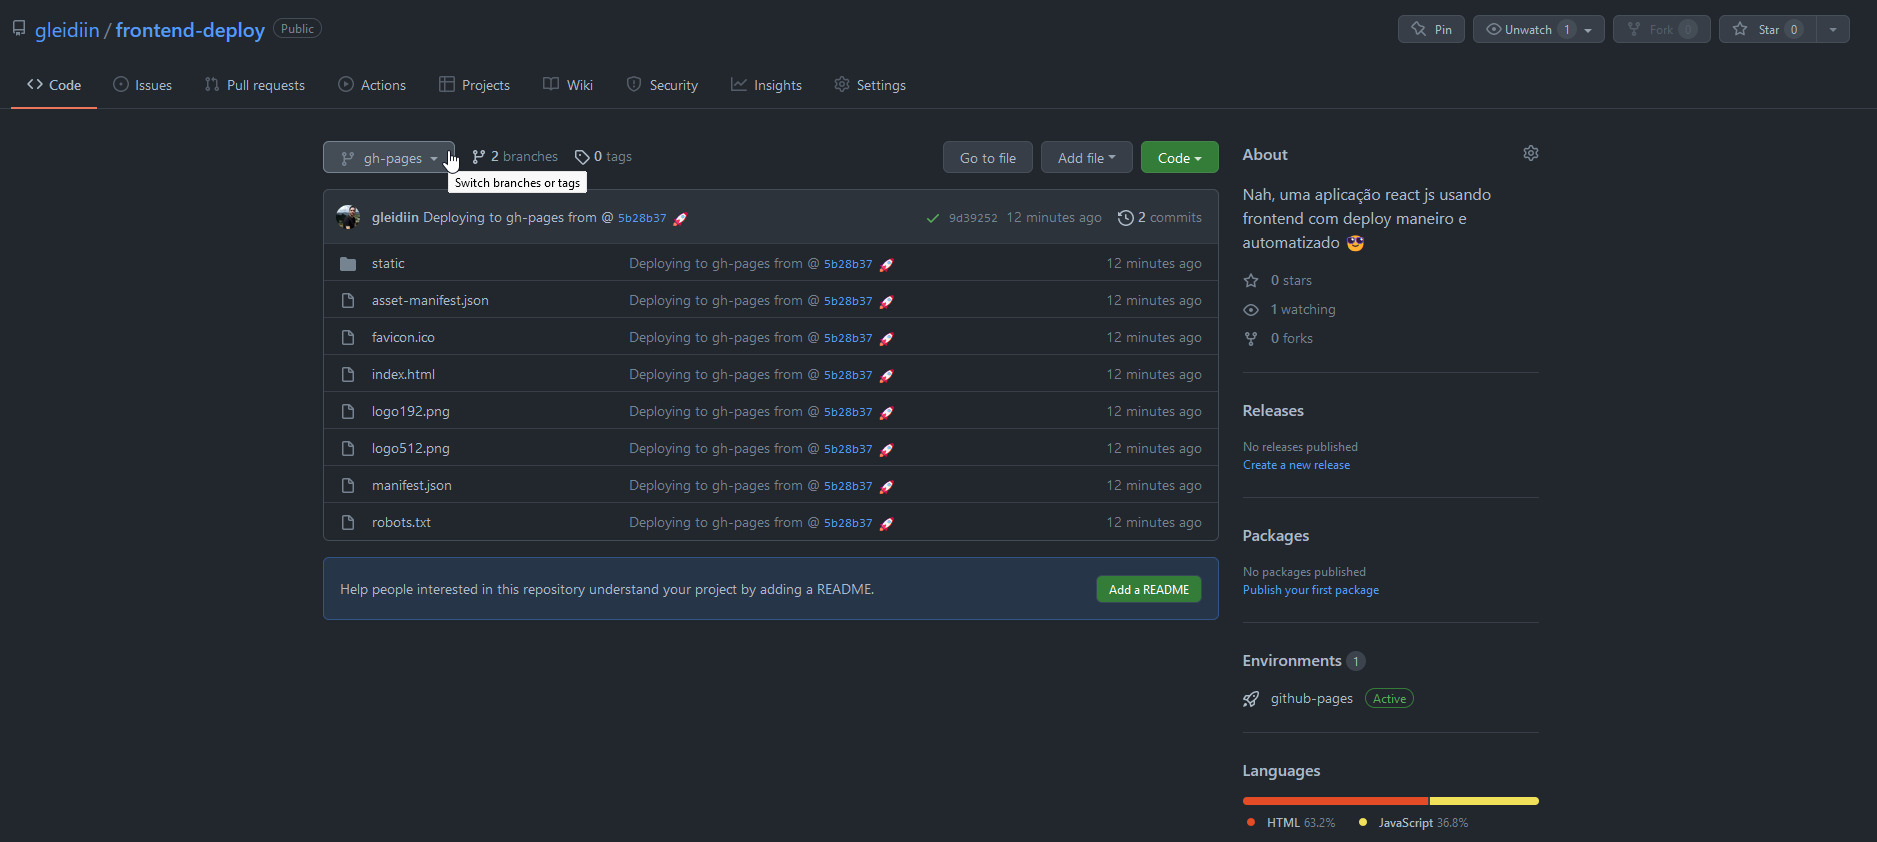 gleidiin / frontend-deploy Public
Pin
Unwatch 1
Fork 0
Star 0
Code
Issues
Pull requests
Actions
Projects
Wiki
Security
Insights
Settings
gh-pages
2 branches
0 tags
Go to file
Add file
Code
Switch branches or tags
gleidiin Deploying to gh-pages from @ 5b28b37 🚀 9d39252 12 minutes ago 2 commits
static Deploying to gh-pages from @ 5b28b37 🚀 12 minutes ago
asset-manifest.json Deploying to gh-pages from @ 5b28b37 🚀 12 minutes ago
favicon.ico Deploying to gh-pages from @ 5b28b37 🚀 12 minutes ago
index.html Deploying to gh-pages from @ 5b28b37 🚀 12 minutes ago
logo192.png Deploying to gh-pages from @ 5b28b37 🚀 12 minutes ago
logo512.png Deploying to gh-pages from @ 5b28b37 🚀 12 minutes ago
manifest.json Deploying to gh-pages from @ 5b28b37 🚀 12 minutes ago
robots.txt Deploying to gh-pages from @ 5b28b37 🚀 12 minutes ago
Help people interested in this repository understand your project by adding a README.
Add a README
About
Nah, uma aplicação react js usando
frontend com deploy maneiro e
automatizado 😎
0 stars
1 watching
0 forks
Releases
No releases published
Create a new release
Packages
No packages published
Publish your first package
Environments 1
github-pages Active
Languages
HTML 63.2% JavaScript 36.8%